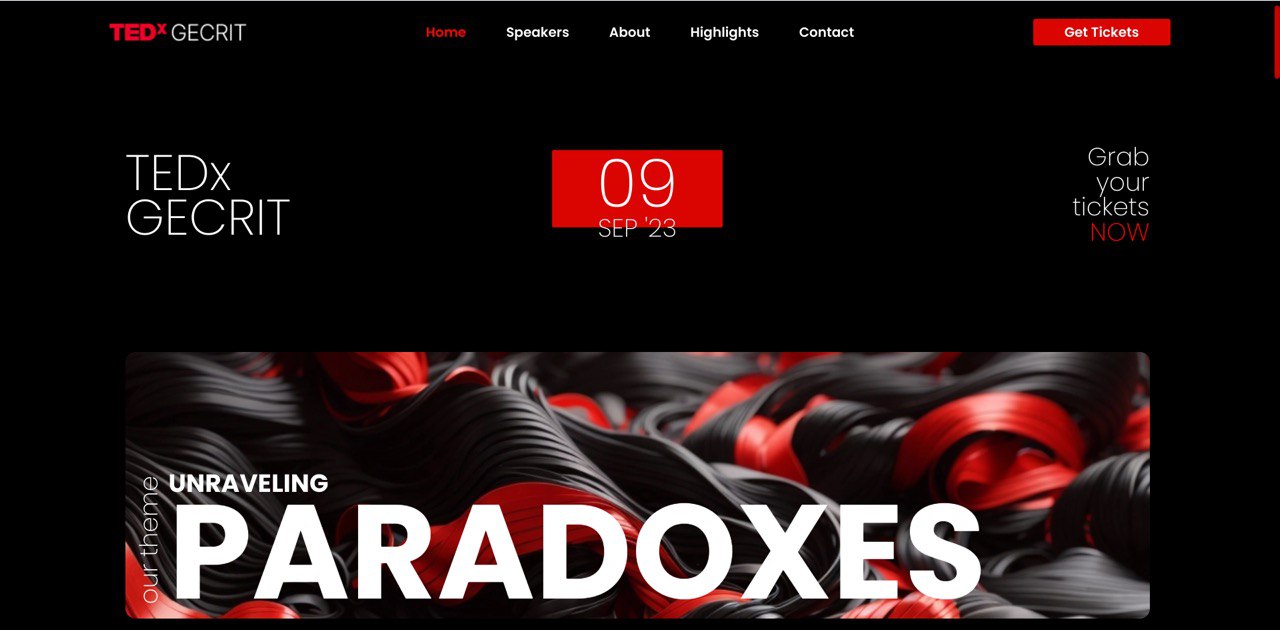 TEDx GECRIT
Home
Speakers
About
Highlights
Contact
Get Tickets
TEDx
GECRIT
09
SEP '23
Grab
your
tickets
NOW
our theme
UNRAVELING
PARADOXES